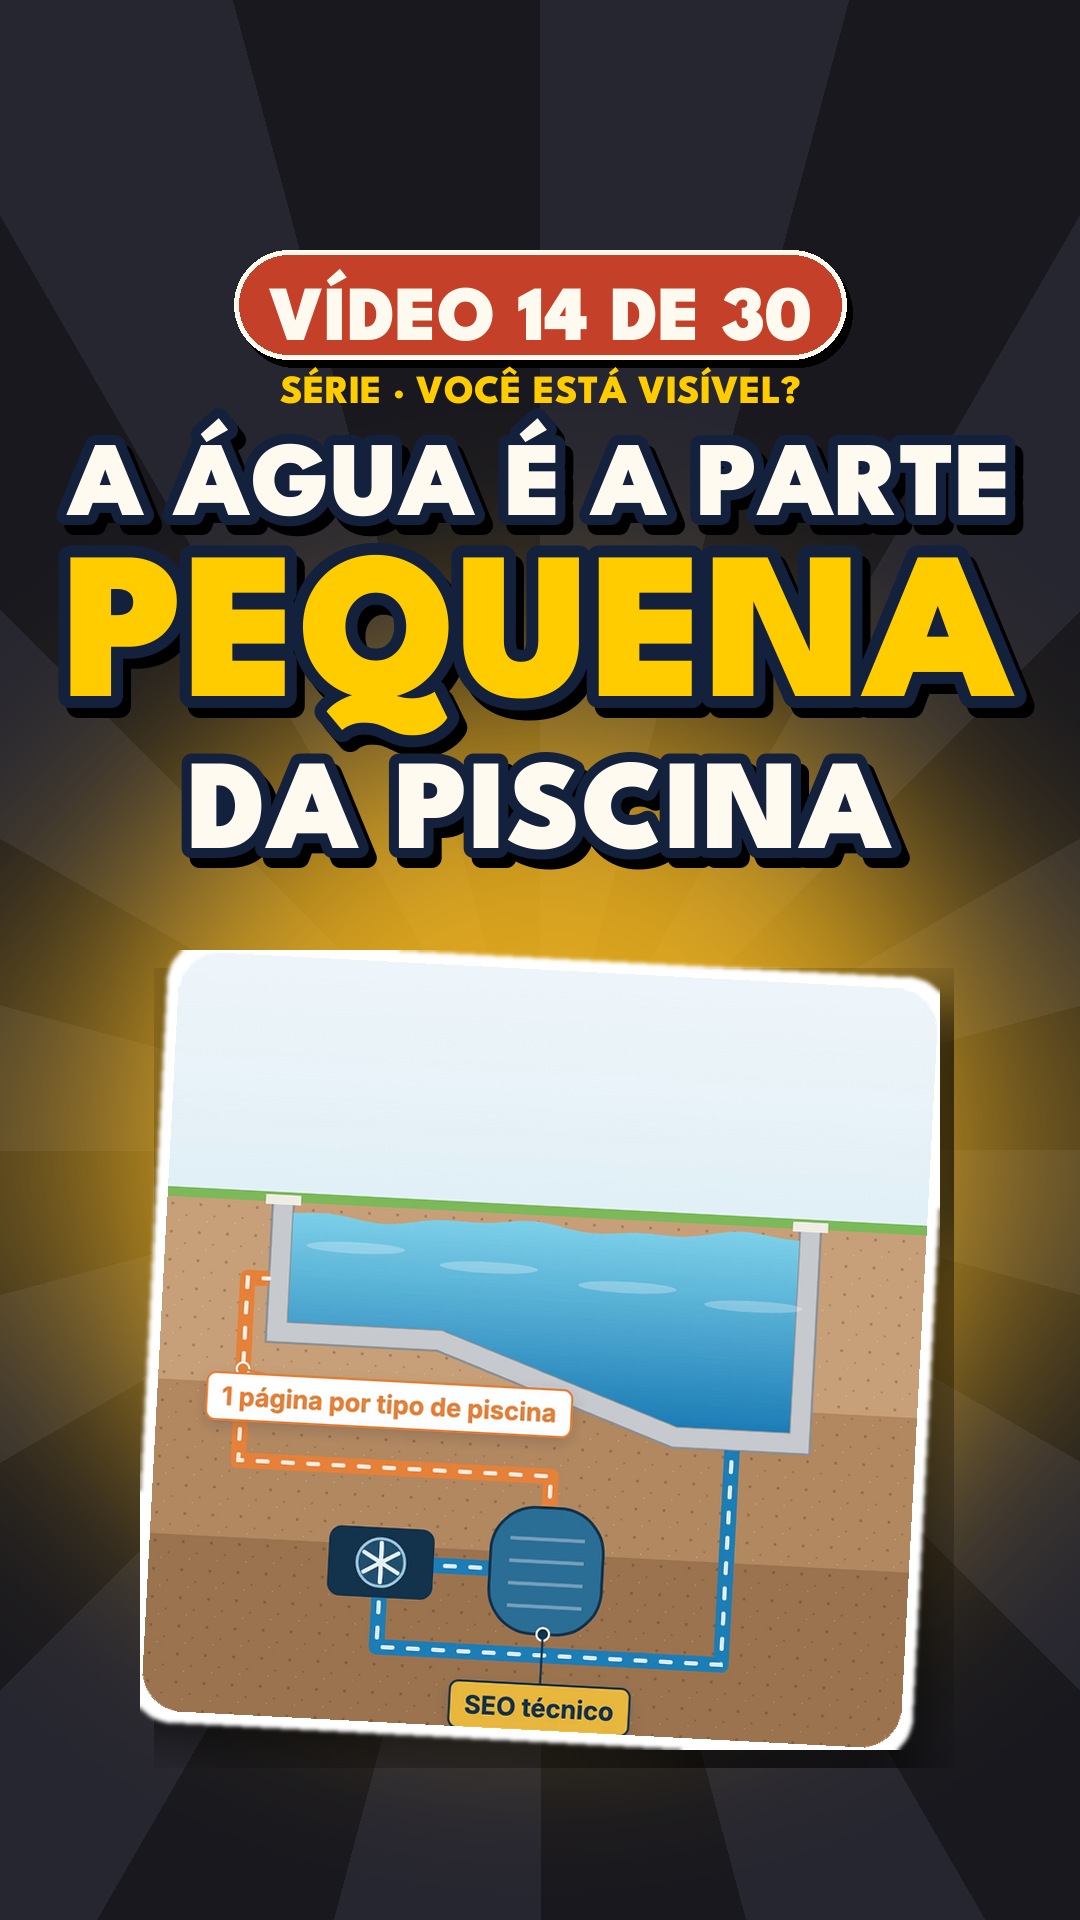 VÍDEO 14 DE 30
SÉRIE · VOCÊ ESTÁ VISÍVEL?
A ÁGUA É A PARTE
PEQUENA
DA PISCINA
1 página por tipo de piscina
SEO técnico